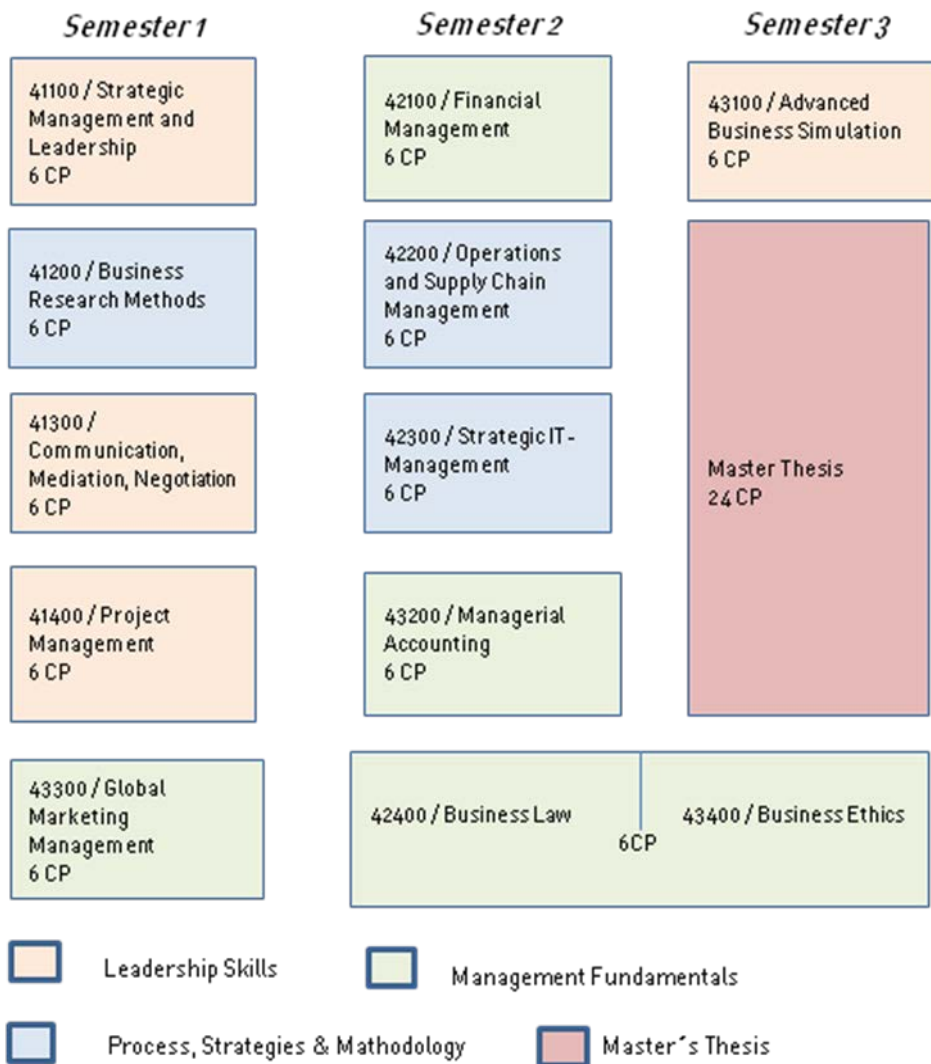 Semester 1
41100 / Strategic
Management and
Leadership
6 CP
41200 / Business
Research Methods
6 CP
41300 /
Communication,
Mediation, Negotiation
6 CP
41400 / Project
Management
6 CP
43300 / Global
Marketing
Management
6 CP
Semester 2
42100 / Financial
Management
6 CP
42200 / Operations
and Supply Chain
Management
6 CP
42300 / Strategic IT-
Management
6 CP
43200 / Managerial
Accounting
6 CP
Semester 3
43100 / Advanced
Business Simulation
6 CP
Master Thesis
24 CP
42400 / Business Law
43400 / Business Ethics
6CP
Leadership Skills
Management Fundamentals
Process, Strategies & Mathodology
Master´s Thesis